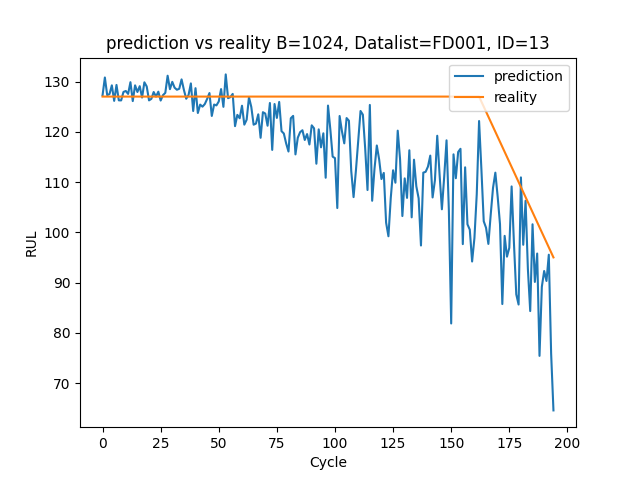 prediction vs reality B=1024, Datalist=FD001, ID=13
prediction
reality
RUL
130
120
110
100
90
80
70
0 25 50 75 100 125 150 175 200
Cycle